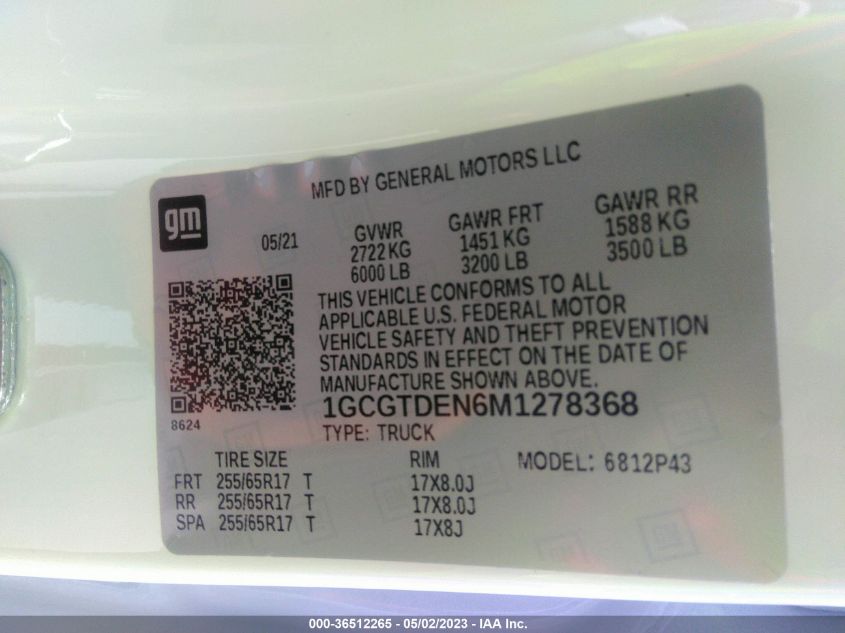 MFD BY GENERAL MOTORS LLC
gm
05/21
GVWR GAWR FRT GAWR RR
2722 KG 1451 KG 1588 KG
6000 LB 3200 LB 3500 LB
THIS VEHICLE CONFORMS TO ALL
APPLICABLE U.S. FEDERAL MOTOR
VEHICLE SAFETY AND THEFT PREVENTION
STANDARDS IN EFFECT ON THE DATE OF
MANUFACTURE SHOWN ABOVE.
8624
1GCGTDEN6M1278368
TYPE: TRUCK
TIRE SIZE RIM MODEL: 6812P43
FRT 255/65R17 T 17X8.0J
RR 255/65R17 T 17X8.0J
SPA 255/65R17 T 17X8J
000-36512265 - 05/02/2023 - IAA Inc.